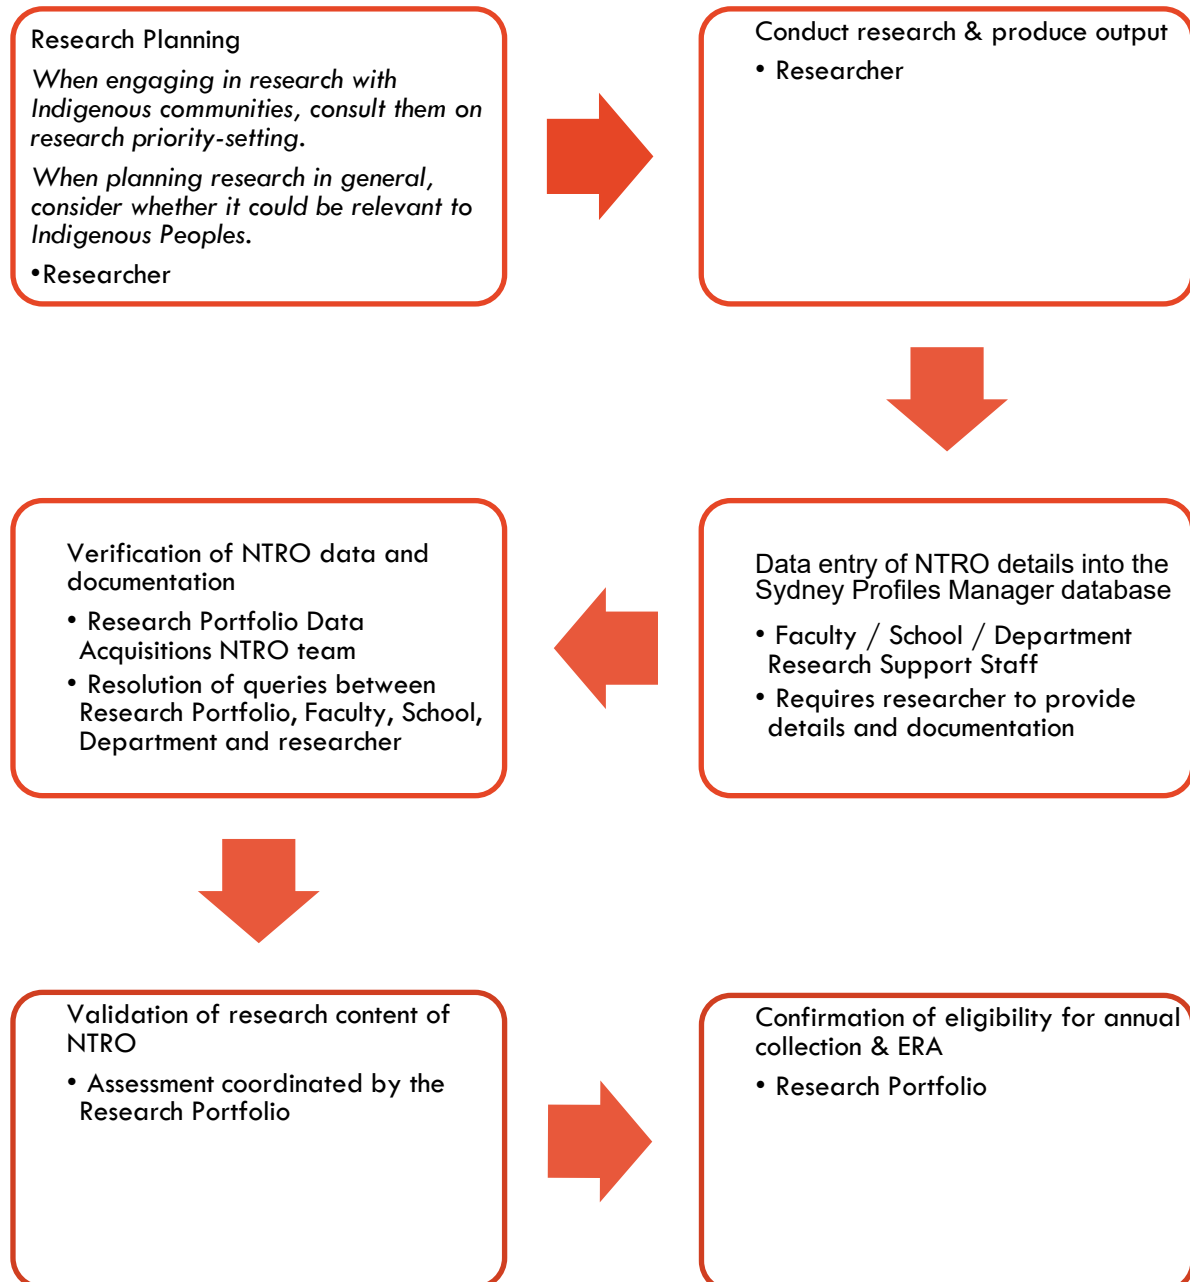 Research Planning
When engaging in research with
Indigenous communities, consult them on
research priority-setting.
When planning research in general,
consider whether it could be relevant to
Indigenous Peoples.
•Researcher
Conduct research & produce output
• Researcher
Data entry of NTRO details into the
Sydney Profiles Manager database
• Faculty / School / Department
Research Support Staff
• Requires researcher to provide
details and documentation
Verification of NTRO data and
documentation
• Research Portfolio Data
Acquisitions NTRO team
• Resolution of queries between
Research Portfolio, Faculty, School,
Department and researcher
Validation of research content of
NTRO
• Assessment coordinated by the
Research Portfolio
Confirmation of eligibility for annual
collection & ERA
• Research Portfolio